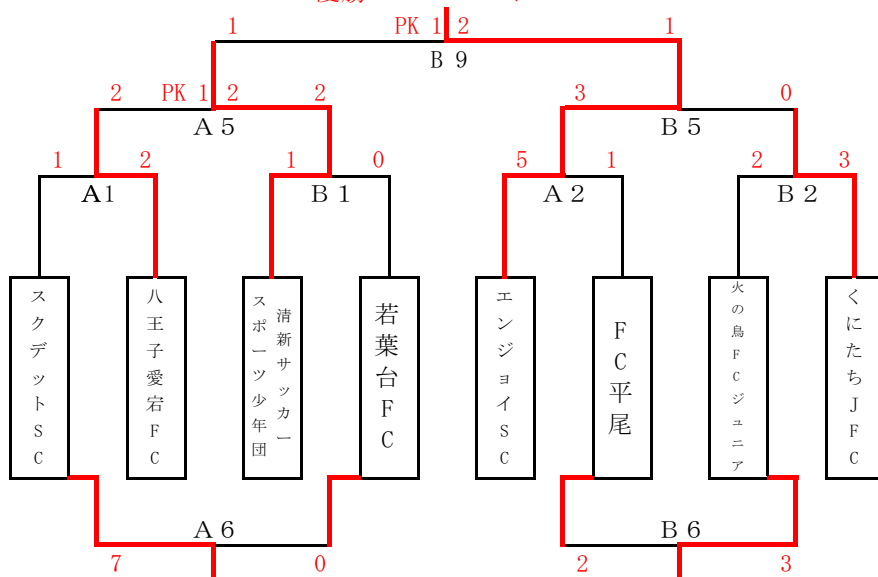 1 PK 1 2 1
B 9
2 PK 1 2 2 3 0
A 5 B 5
1 2 1 0 5 1 2 3
A1 B 1 A 2 B 2
スクデットSC
八王子愛宕FC
清新サッカー
スポーツ少年団
若葉台FC
エンジョイSC
FC平尾
火の鳥FCジュニア
くにたちJFC
A 6 B 6
7 0 2 3